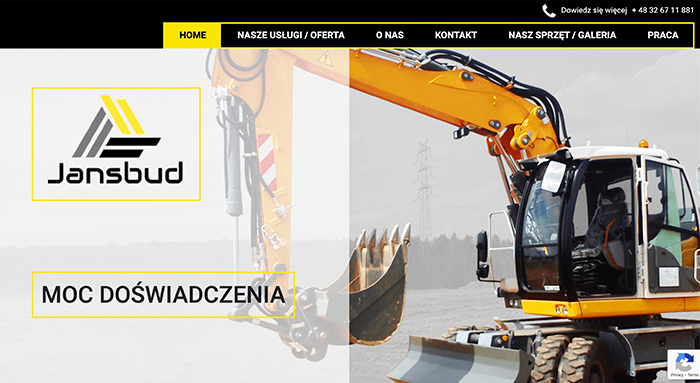 Dowiedz się więcej + 48 32 67 11 881
HOME NASZE USŁUGI / OFERTA O NAS KONTAKT NASZ SPRZĘT / GALERIA PRACA
Jansbud
MOC DOŚWIADCZENIA
Privacy - Terms